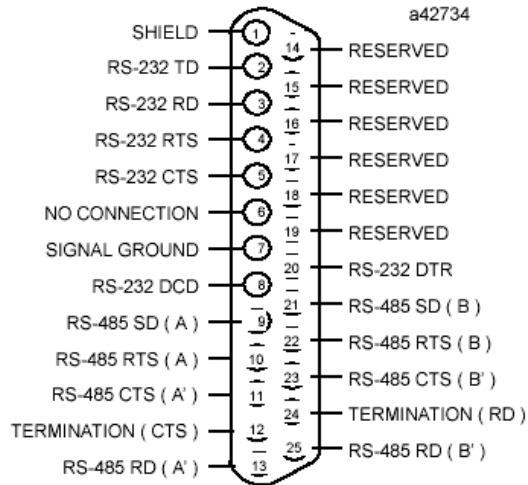 a42734
SHIELD 1
14 RESERVED
RS-232 TD 2
15 RESERVED
RS-232 RD 3
16 RESERVED
RS-232 RTS 4
17 RESERVED
RS-232 CTS 5
18 RESERVED
NO CONNECTION 6
19 RESERVED
SIGNAL GROUND 7
20 RS-232 DTR
RS-232 DCD 8
21 RS-485 SD ( B )
RS-485 SD ( A ) 9
22 RS-485 RTS ( B )
RS-485 RTS ( A ) 10
23 RS-485 CTS ( B' )
RS-485 CTS ( A' ) 11
24 TERMINATION ( RD )
TERMINATION ( CTS ) 12
25 RS-485 RD ( B' )
RS-485 RD ( A' ) 13